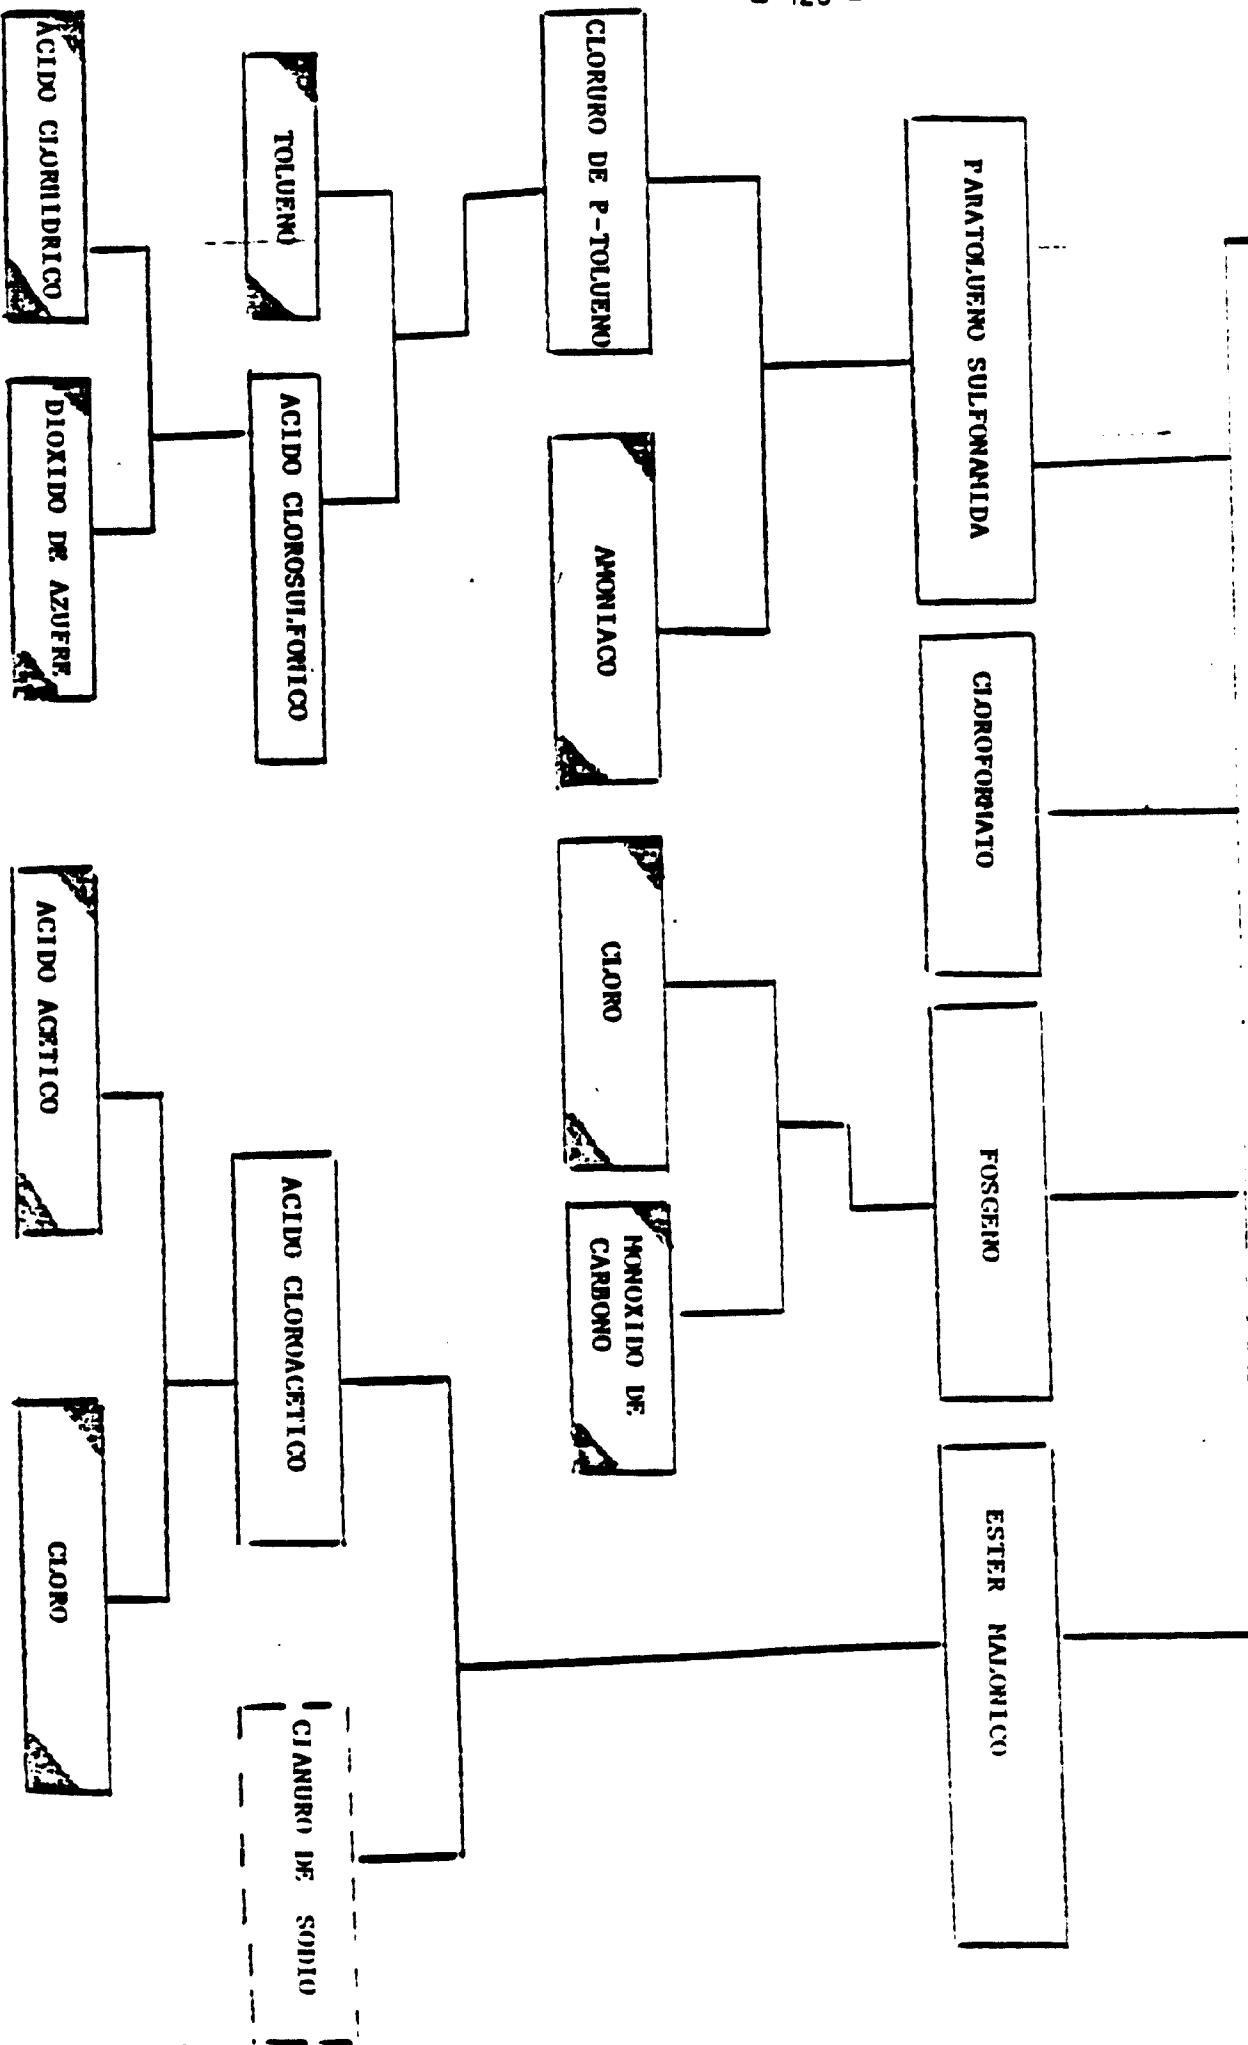 PARATOLUENO SULFONAMIDA
CLOROFORMATO
FOSGENO
ESTER MALONICO
CLORURO DE P-TOLUENO
AMONIACO
CLORO
MONOXIDO DE
CARBONO
TOLUENO
ACIDO CLOROSULFONICO
ACIDO CLOROACETICO
CIANURO DE SODIO
ACIDO CLORHIDRICO
DIOXIDO DE AZUFRE
ACIDO ACETICO
CLORO